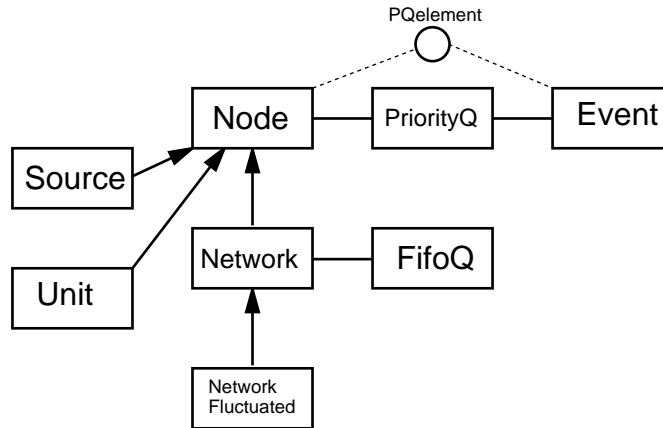 PQelement
Node
PriorityQ
Event
Source
Network
FifoQ
Unit
Network
Fluctuated